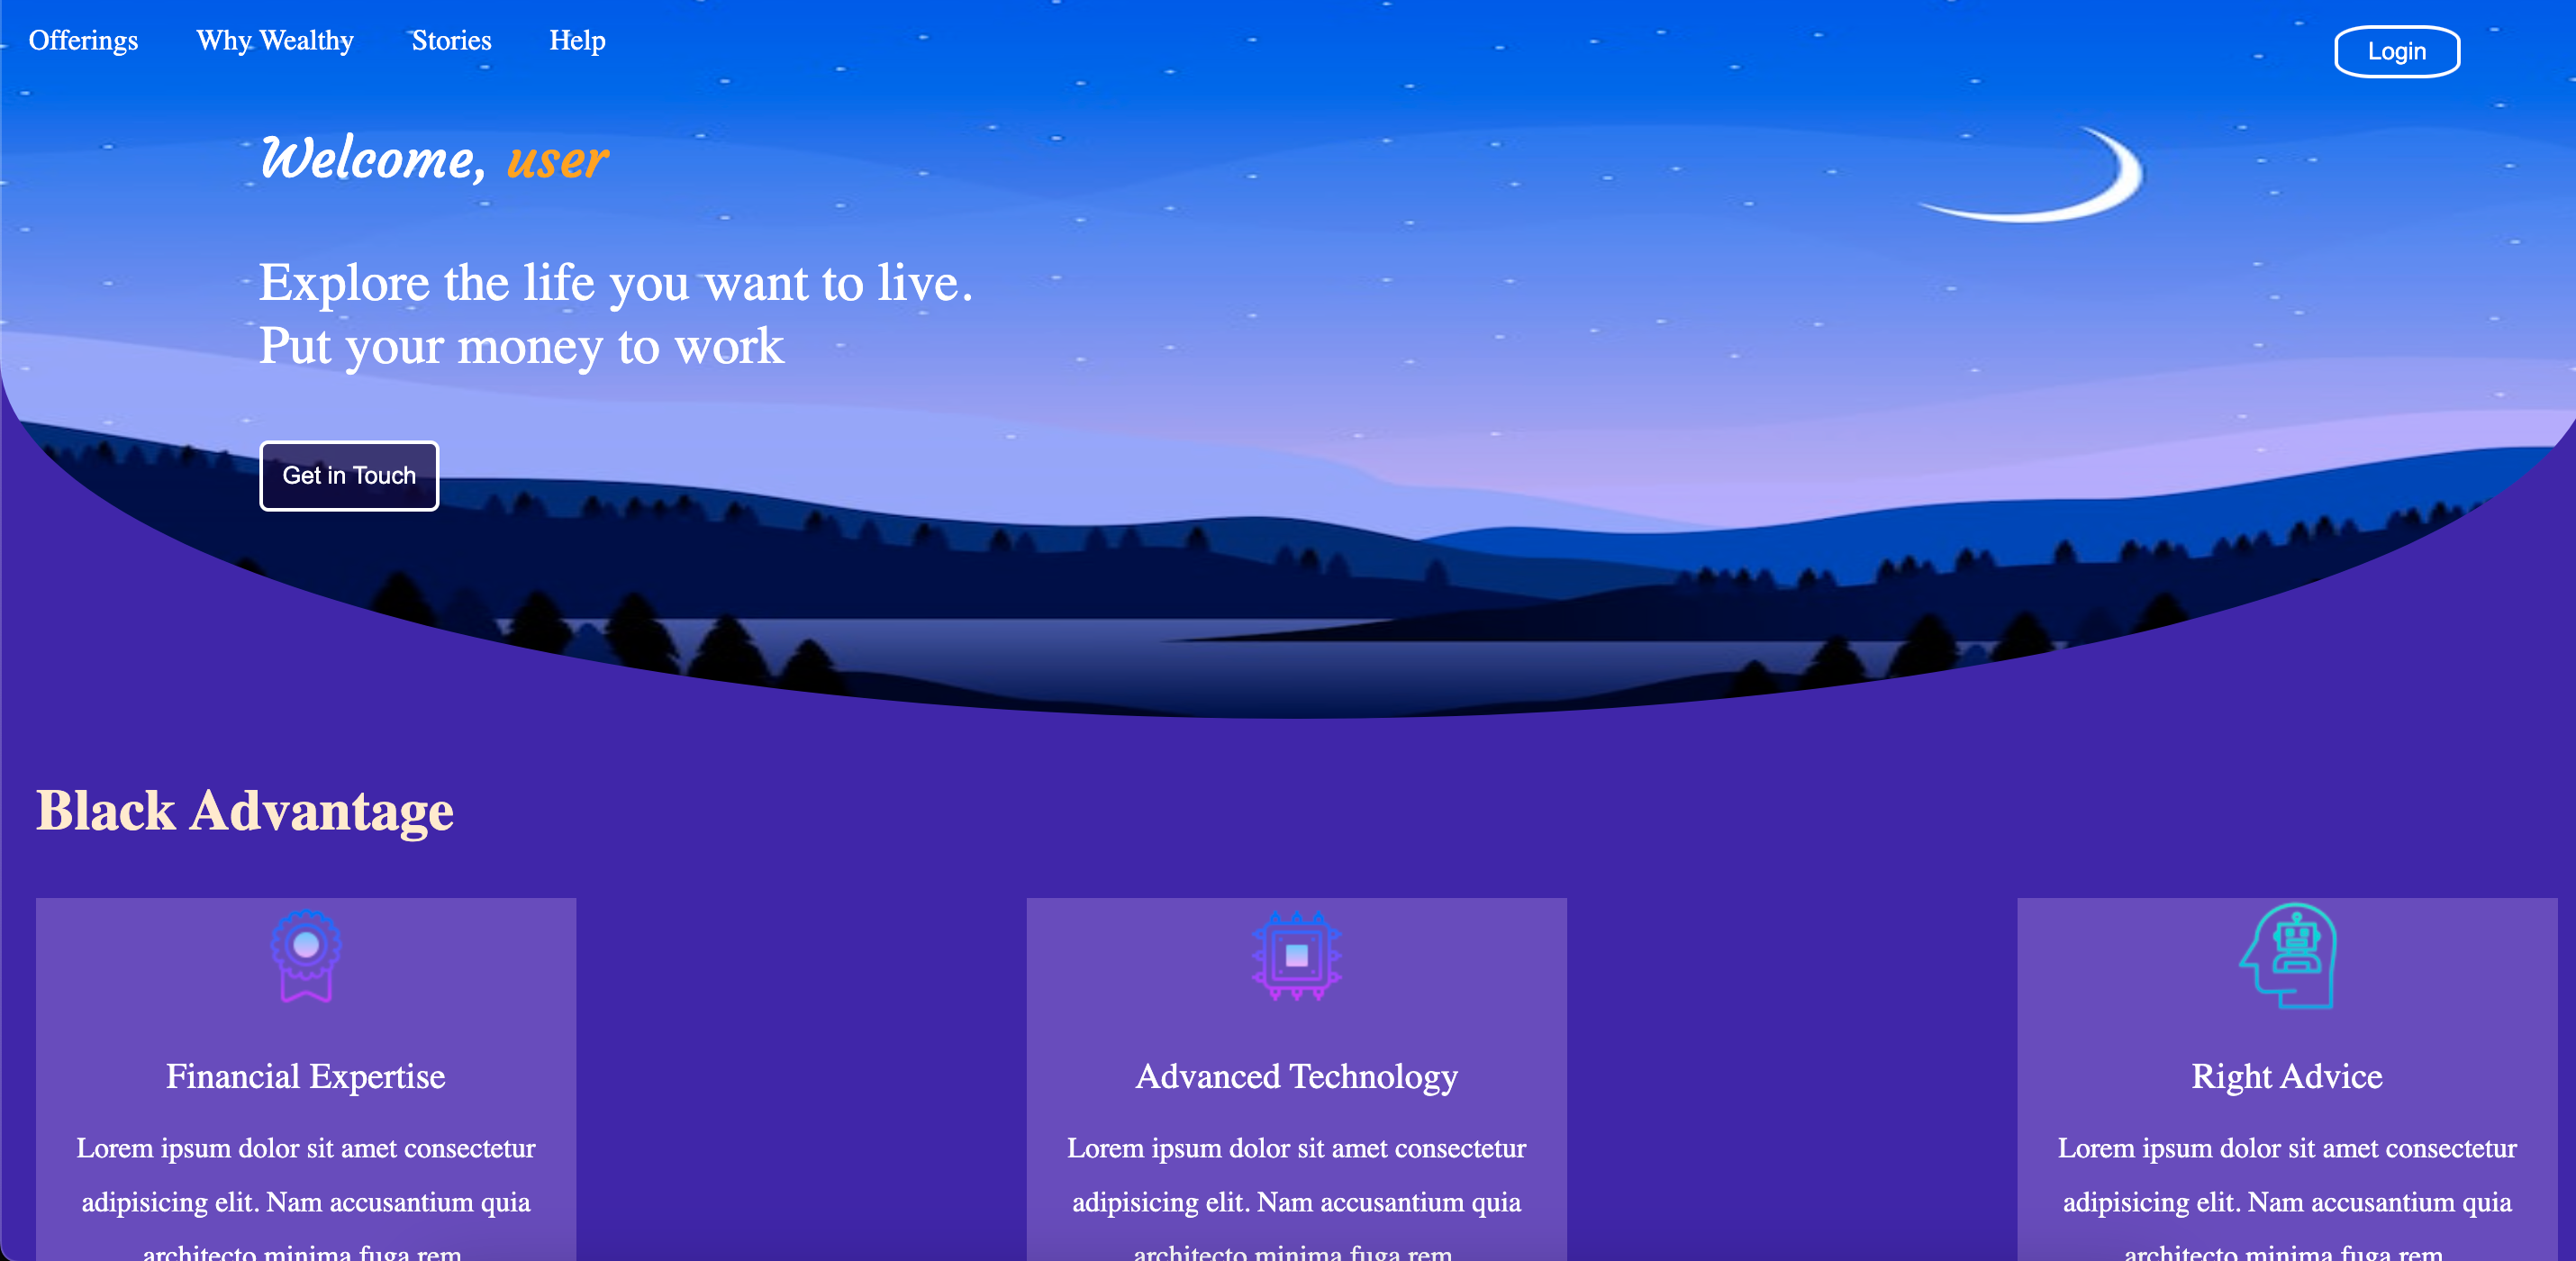 Offerings Why Wealthy Stories Help Login
Welcome, user
Explore the life you want to live.
Put your money to work
Get in Touch
Black Advantage
Financial Expertise
Lorem ipsum dolor sit amet consectetur
adipisicing elit. Nam accusantium quia
architecto minima fuga rem
Advanced Technology
Lorem ipsum dolor sit amet consectetur
adipisicing elit. Nam accusantium quia
architecto minima fuga rem
Right Advice
Lorem ipsum dolor sit amet consectetur
adipisicing elit. Nam accusantium quia
architecto minima fuga rem